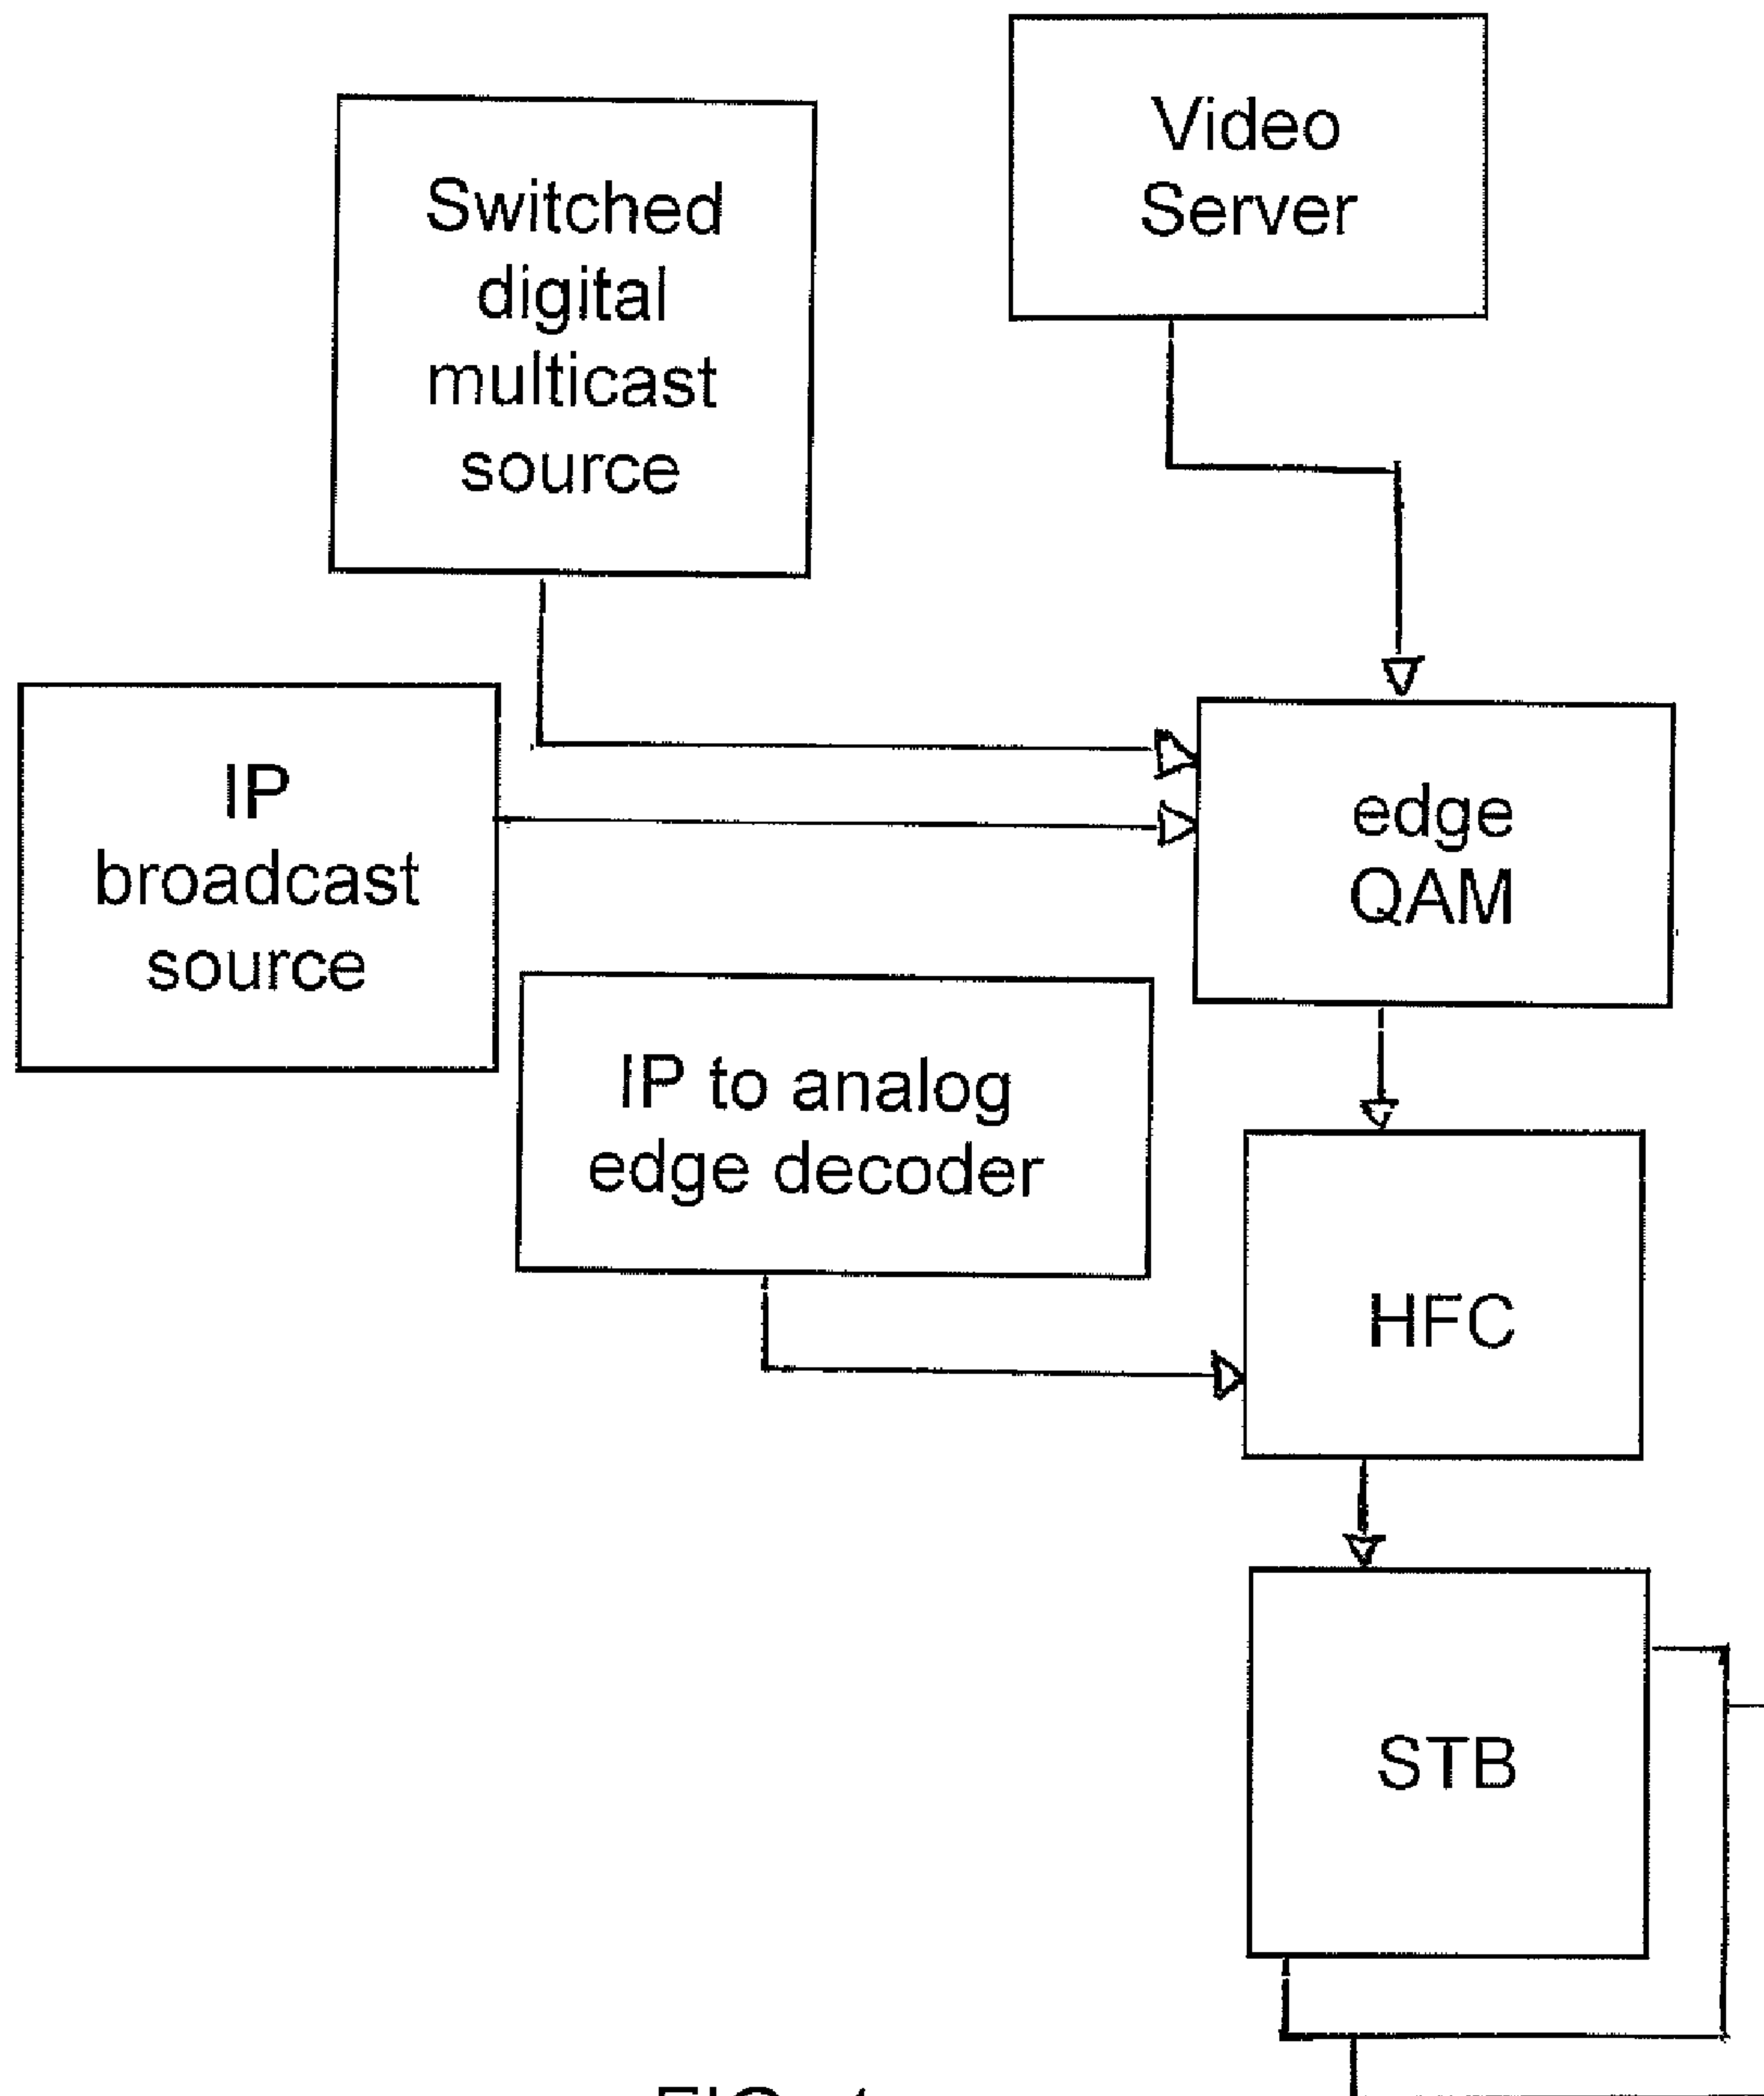 Video
Server
Switched
digital
multicast
source
IP
broadcast
source
edge
QAM
IP to analog
edge decoder
HFC
STB